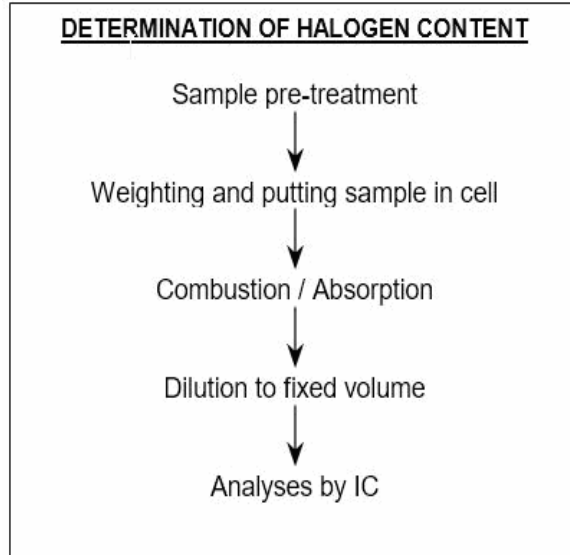 DETERMINATION OF HALOGEN CONTENT
Sample pre-treatment
Weighting and putting sample in cell
Combustion / Absorption
Dilution to fixed volume
Analyses by IC